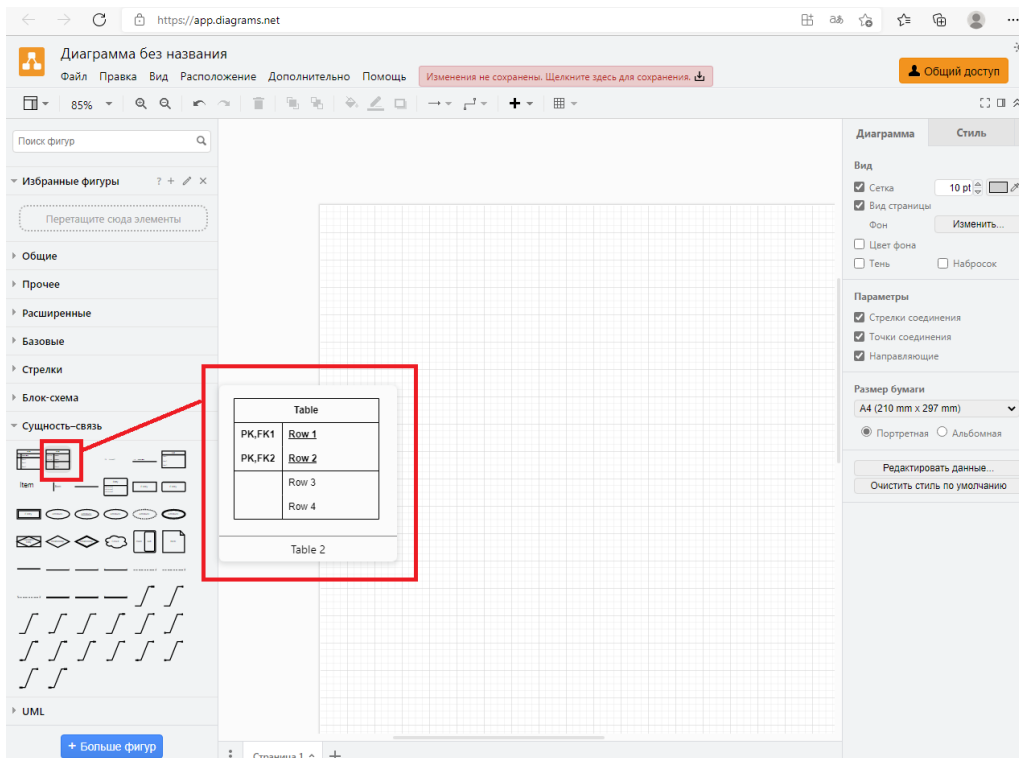 https://app.diagrams.net
Диаграмма без названия
Файл Правка Вид Расположение Дополнительно Помощь Изменения не сохранены. Щелкните здесь для сохранения.
Общий доступ
85%
Поиск фигур
Избранные фигуры ? + ×
Перетащите сюда элементы
Общие
Прочее
Расширенные
Базовые
Стрелки
Блок-схема
Сущность–связь
Item
UML
+ Больше фигур
Table
PK,FK1 Row 1
PK,FK2 Row 2
Row 3
Row 4
Table 2
Страница 1
Диаграмма Стиль
Вид
Сетка 10 pt
Вид страницы
Фон Изменить...
Цвет фона
Тень Набросок
Параметры
Стрелки соединения
Точки соединения
Направляющие
Размер бумаги
A4 (210 mm x 297 mm)
Портретная Альбомная
Редактировать данные...
Очистить стиль по умолчанию